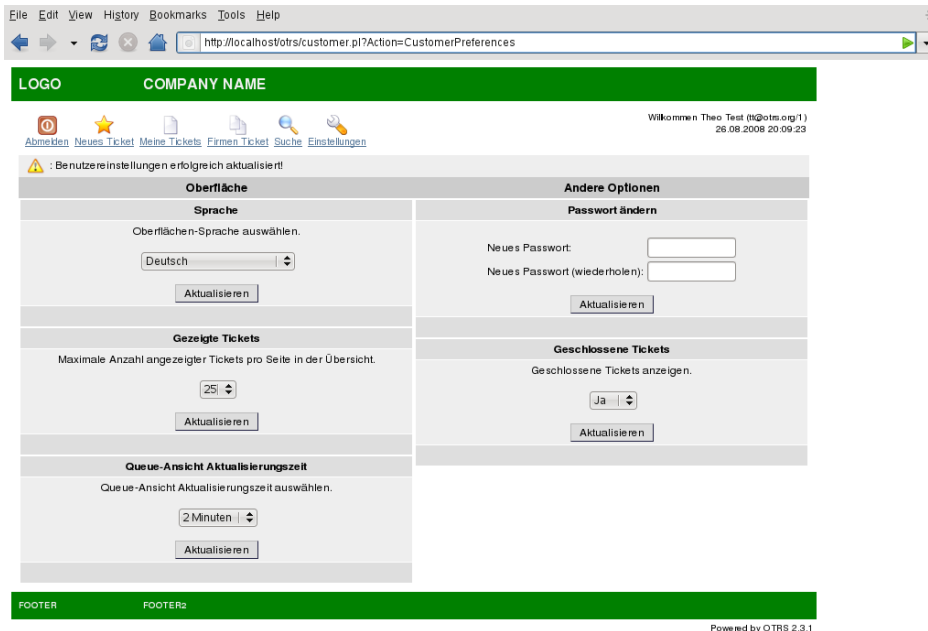 File Edit View History Bookmarks Tools Help
http://localhost/otrs/customer.pl?Action=CustomerPreferences
LOGO COMPANY NAME
Abmelden Neues Ticket Meine Tickets Firmen Ticket Suche Einstellungen
Willkommen Theo Test (tt@otrs.org/1)
26.08.2008 20:09:23
: Benutzereinstellungen erfolgreich aktualisiert!
Oberfläche
Sprache
Oberflächen-Sprache auswählen.
Deutsch
Aktualisieren
Gezeigte Tickets
Maximale Anzahl angezeigter Tickets pro Seite in der Übersicht.
25
Aktualisieren
Queue-Ansicht Aktualisierungszeit
Queue-Ansicht Aktualisierungszeit auswählen.
2 Minuten
Aktualisieren
Andere Optionen
Passwort ändern
Neues Passwort:
Neues Passwort (wiederholen):
Aktualisieren
Geschlossene Tickets
Geschlossene Tickets anzeigen.
Ja
Aktualisieren
FOOTER FOOTER2
Powered by OTRS 2.3.1